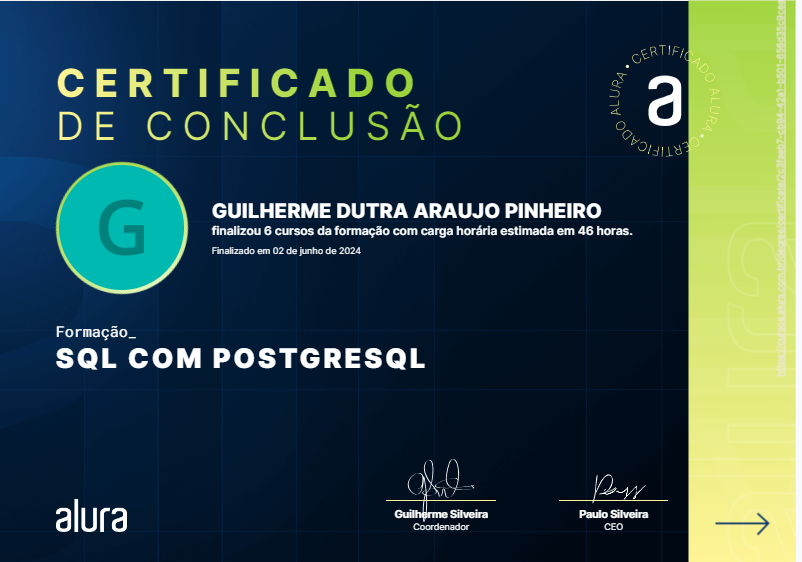 CERTIFICADO
DE CONCLUSÃO
CERTIFICADO ALURA • CERTIFICADO ALURA •
a
G
GUILHERME DUTRA ARAUJO PINHEIRO
finalizou 6 cursos da formação com carga horária estimada em 46 horas.
Finalizado em 02 de junho de 2024
Formação_
SQL COM POSTGRESQL
alura
Guilherme Silveira
Coordenador
Paulo Silveira
CEO